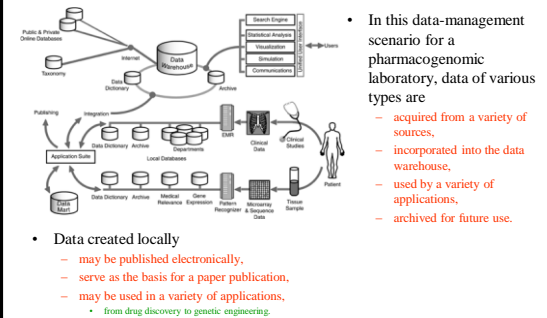 Public & Private
Online Databases
Taxonomy
Internet
Data
Warehouse
Data
Dictionary
Archive
Search Engine
Statistical Analysis
Visualization
Simulation
Communications
Unified User Interface
Users
Publishing
Integration
Application Suite
Data
Mart
Data Dictionary
Archive
Departments
Local Databases
EMR
Clinical
Data
Clinical
Studies
Patient
Data Dictionary
Archive
Medical
Relevance
Gene
Expression
Pattern
Recognizer
Microarray
& Sequence
Data
Tissue
Sample
• In this data-management
scenario for a
pharmacogenomic
laboratory, data of various
types are
– acquired from a variety of
sources,
– incorporated into the data
warehouse,
– used by a variety of
applications,
– archived for future use.
• Data created locally
– may be published electronically,
– serve as the basis for a paper publication,
– may be used in a variety of applications,
• from drug discovery to genetic engineering.